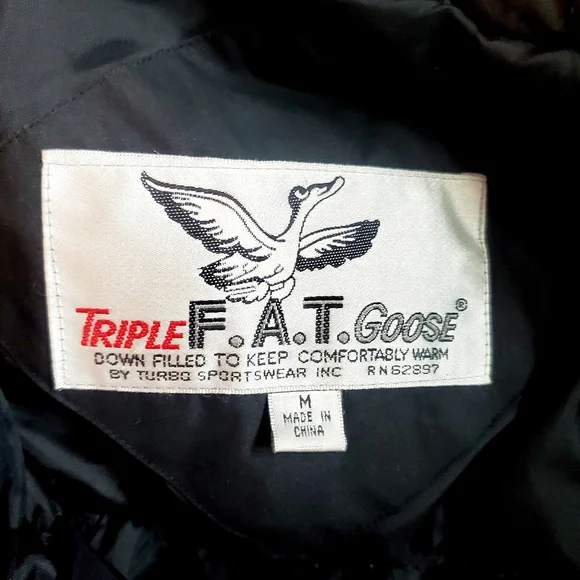 TRIPLE F.A.T. GOOSE®
DOWN FILLED TO KEEP COMFORTABLY WARM
BY TURBO SPORTSWEAR INC RN62897
M
MADE IN
CHINA